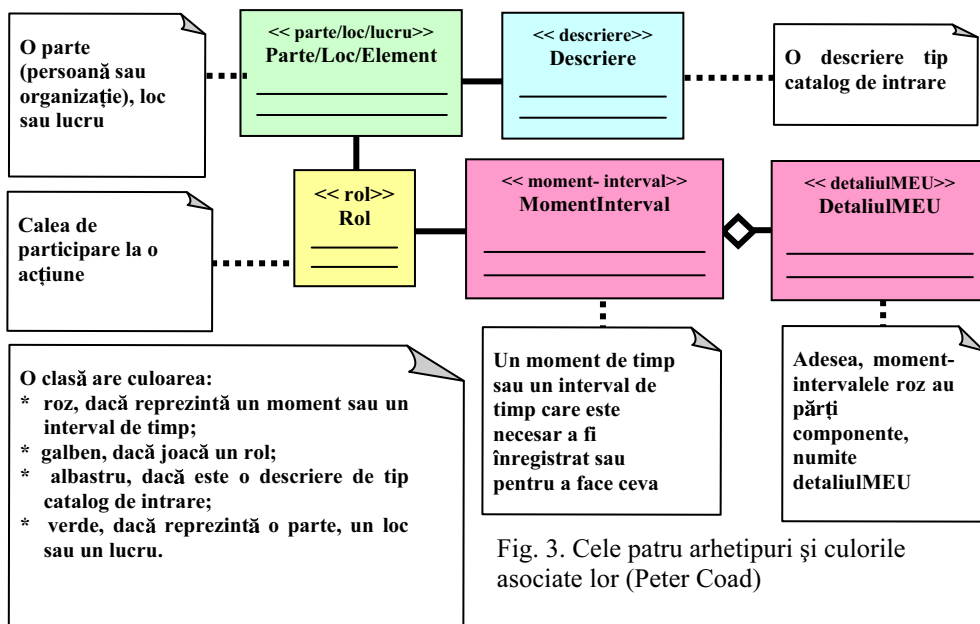 O parte
(persoană sau
organizație), loc
sau lucru
<< parte/loc/lucru>>
Parte/Loc/Element
<< descriere>>
Descriere
O descriere tip
catalog de intrare
Calea de
participare la o
acțiune
<< rol>>
Rol
<< moment- interval>>
MomentInterval
<< detaliulMEU>>
DetaliulMEU
O clasă are culoarea:
* roz, dacă reprezintă un moment sau un
interval de timp;
* galben, dacă joacă un rol;
* albastru, dacă este o descriere de tip
catalog de intrare;
* verde, dacă reprezintă o parte, un loc
sau un lucru.
Un moment de timp
sau un interval de
timp care este
necesar a fi
înregistrat sau
pentru a face ceva
Adesea, moment-
intervalele roz au
părți
componente,
numite
detaliulMEU
Fig. 3. Cele patru arhetipuri şi culorile
asociate lor (Peter Coad)